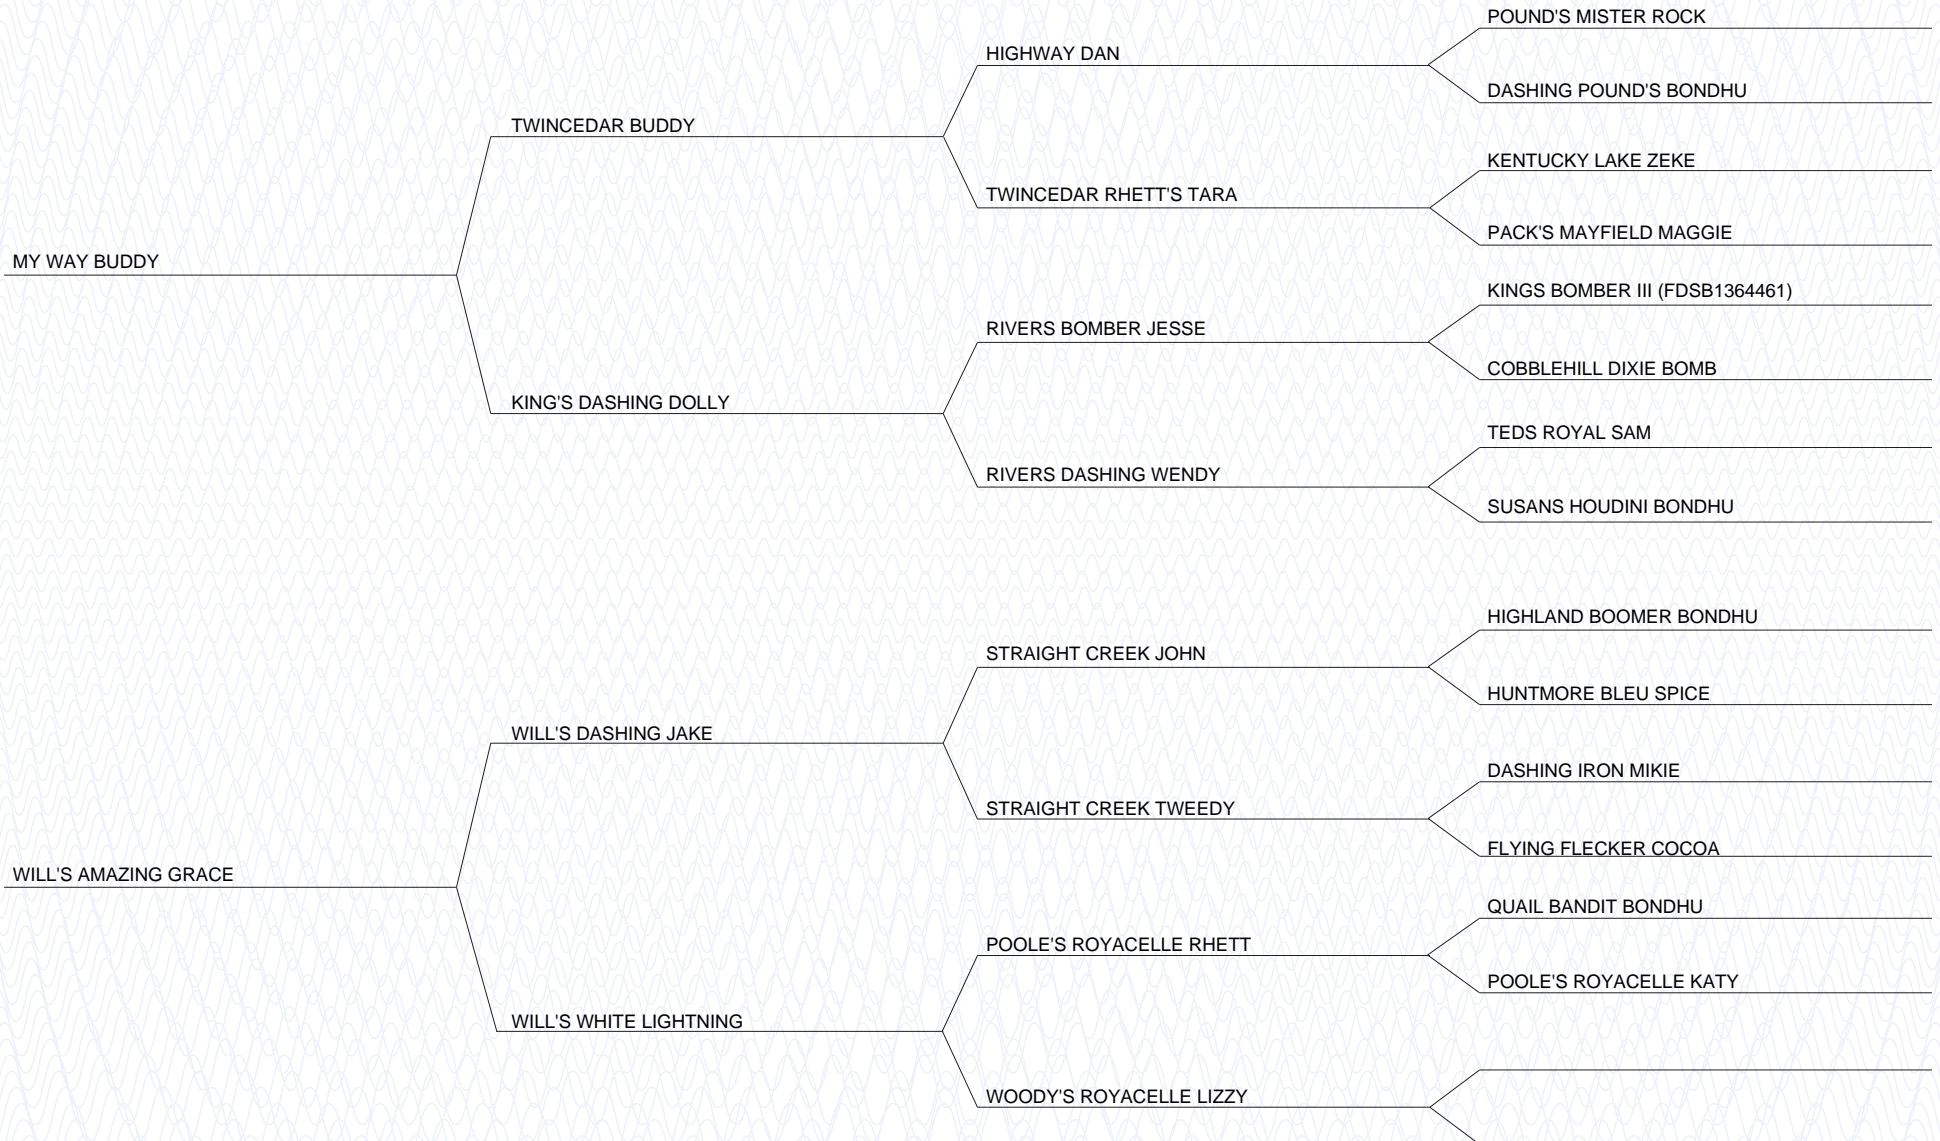 POUND'S MISTER ROCK
HIGHWAY DAN
DASHING POUND'S BONDHU
TWINCEDAR BUDDY
KENTUCKY LAKE ZEKE
TWINCEDAR RHETT'S TARA
PACK'S MAYFIELD MAGGIE
MY WAY BUDDY
KINGS BOMBER III (FDSB1364461)
RIVERS BOMBER JESSE
COBBLEHILL DIXIE BOMB
KING'S DASHING DOLLY
TEDS ROYAL SAM
RIVERS DASHING WENDY
SUSANS HOUDINI BONDHU
HIGHLAND BOOMER BONDHU
STRAIGHT CREEK JOHN
HUNTMORE BLEU SPICE
WILL'S DASHING JAKE
DASHING IRON MIKIE
STRAIGHT CREEK TWEEDY
FLYING FLECKER COCOA
WILL'S AMAZING GRACE
QUAIL BANDIT BONDHU
POOLE'S ROYACELLE RHETT
POOLE'S ROYACELLE KATY
WILL'S WHITE LIGHTNING
WOODY'S ROYACELLE LIZZY